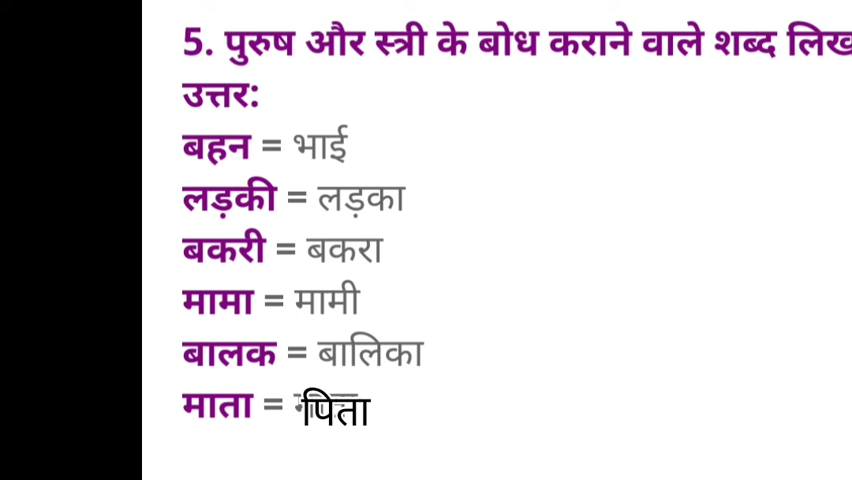 5. पुरुष और स्त्री के बोध कराने वाले शब्द लिख
उत्तर:
बहन = भाई
लड़की = लड़का
बकरी = बकरा
मामा = मामी
बालक = बालिका
माता = पिता